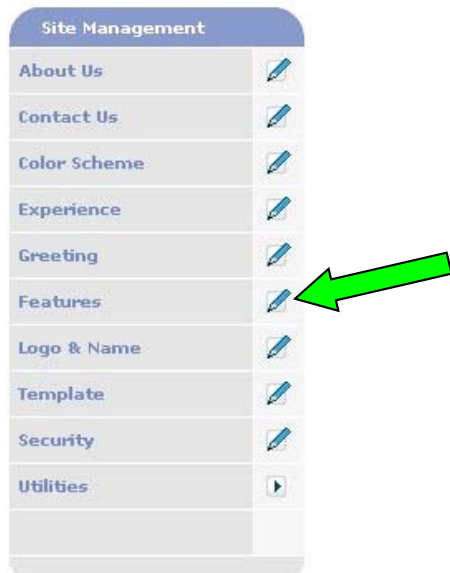 Site Management
About Us
Contact Us
Color Scheme
Experience
Greeting
Features
Logo & Name
Template
Security
Utilities